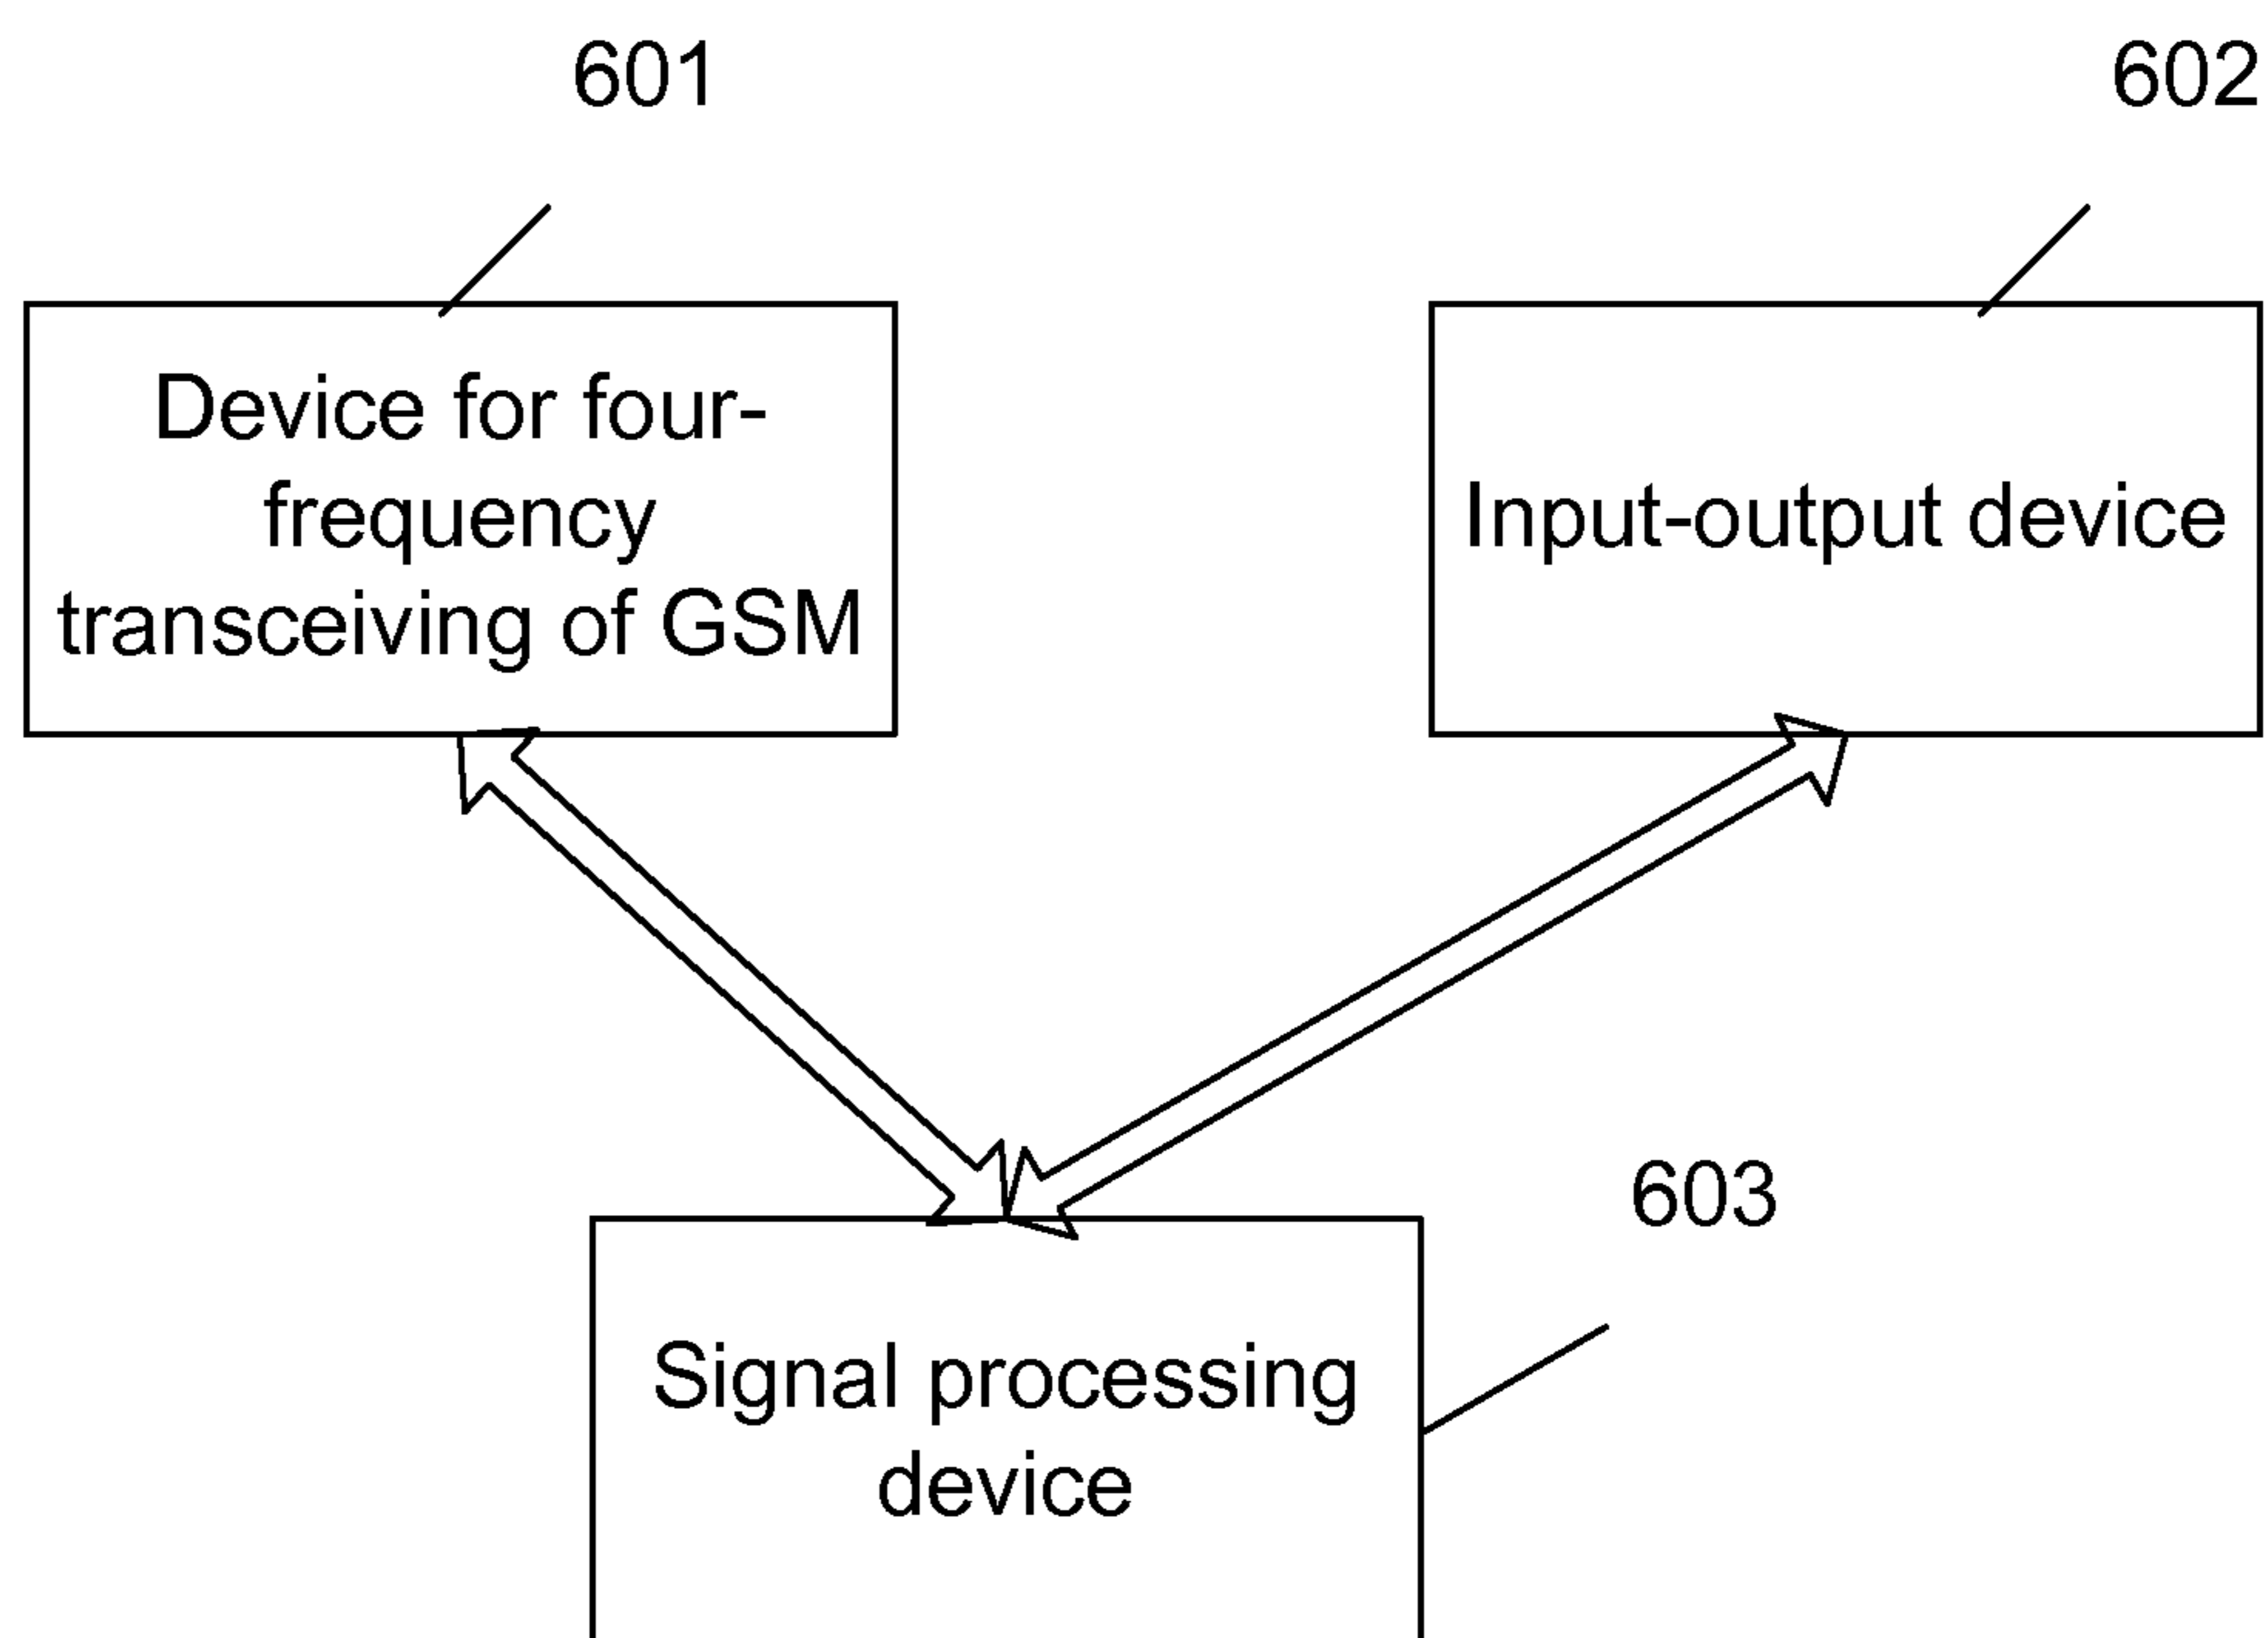 601
602
Device for four-
frequency
transceiving of GSM
Input-output device
603
Signal processing
device